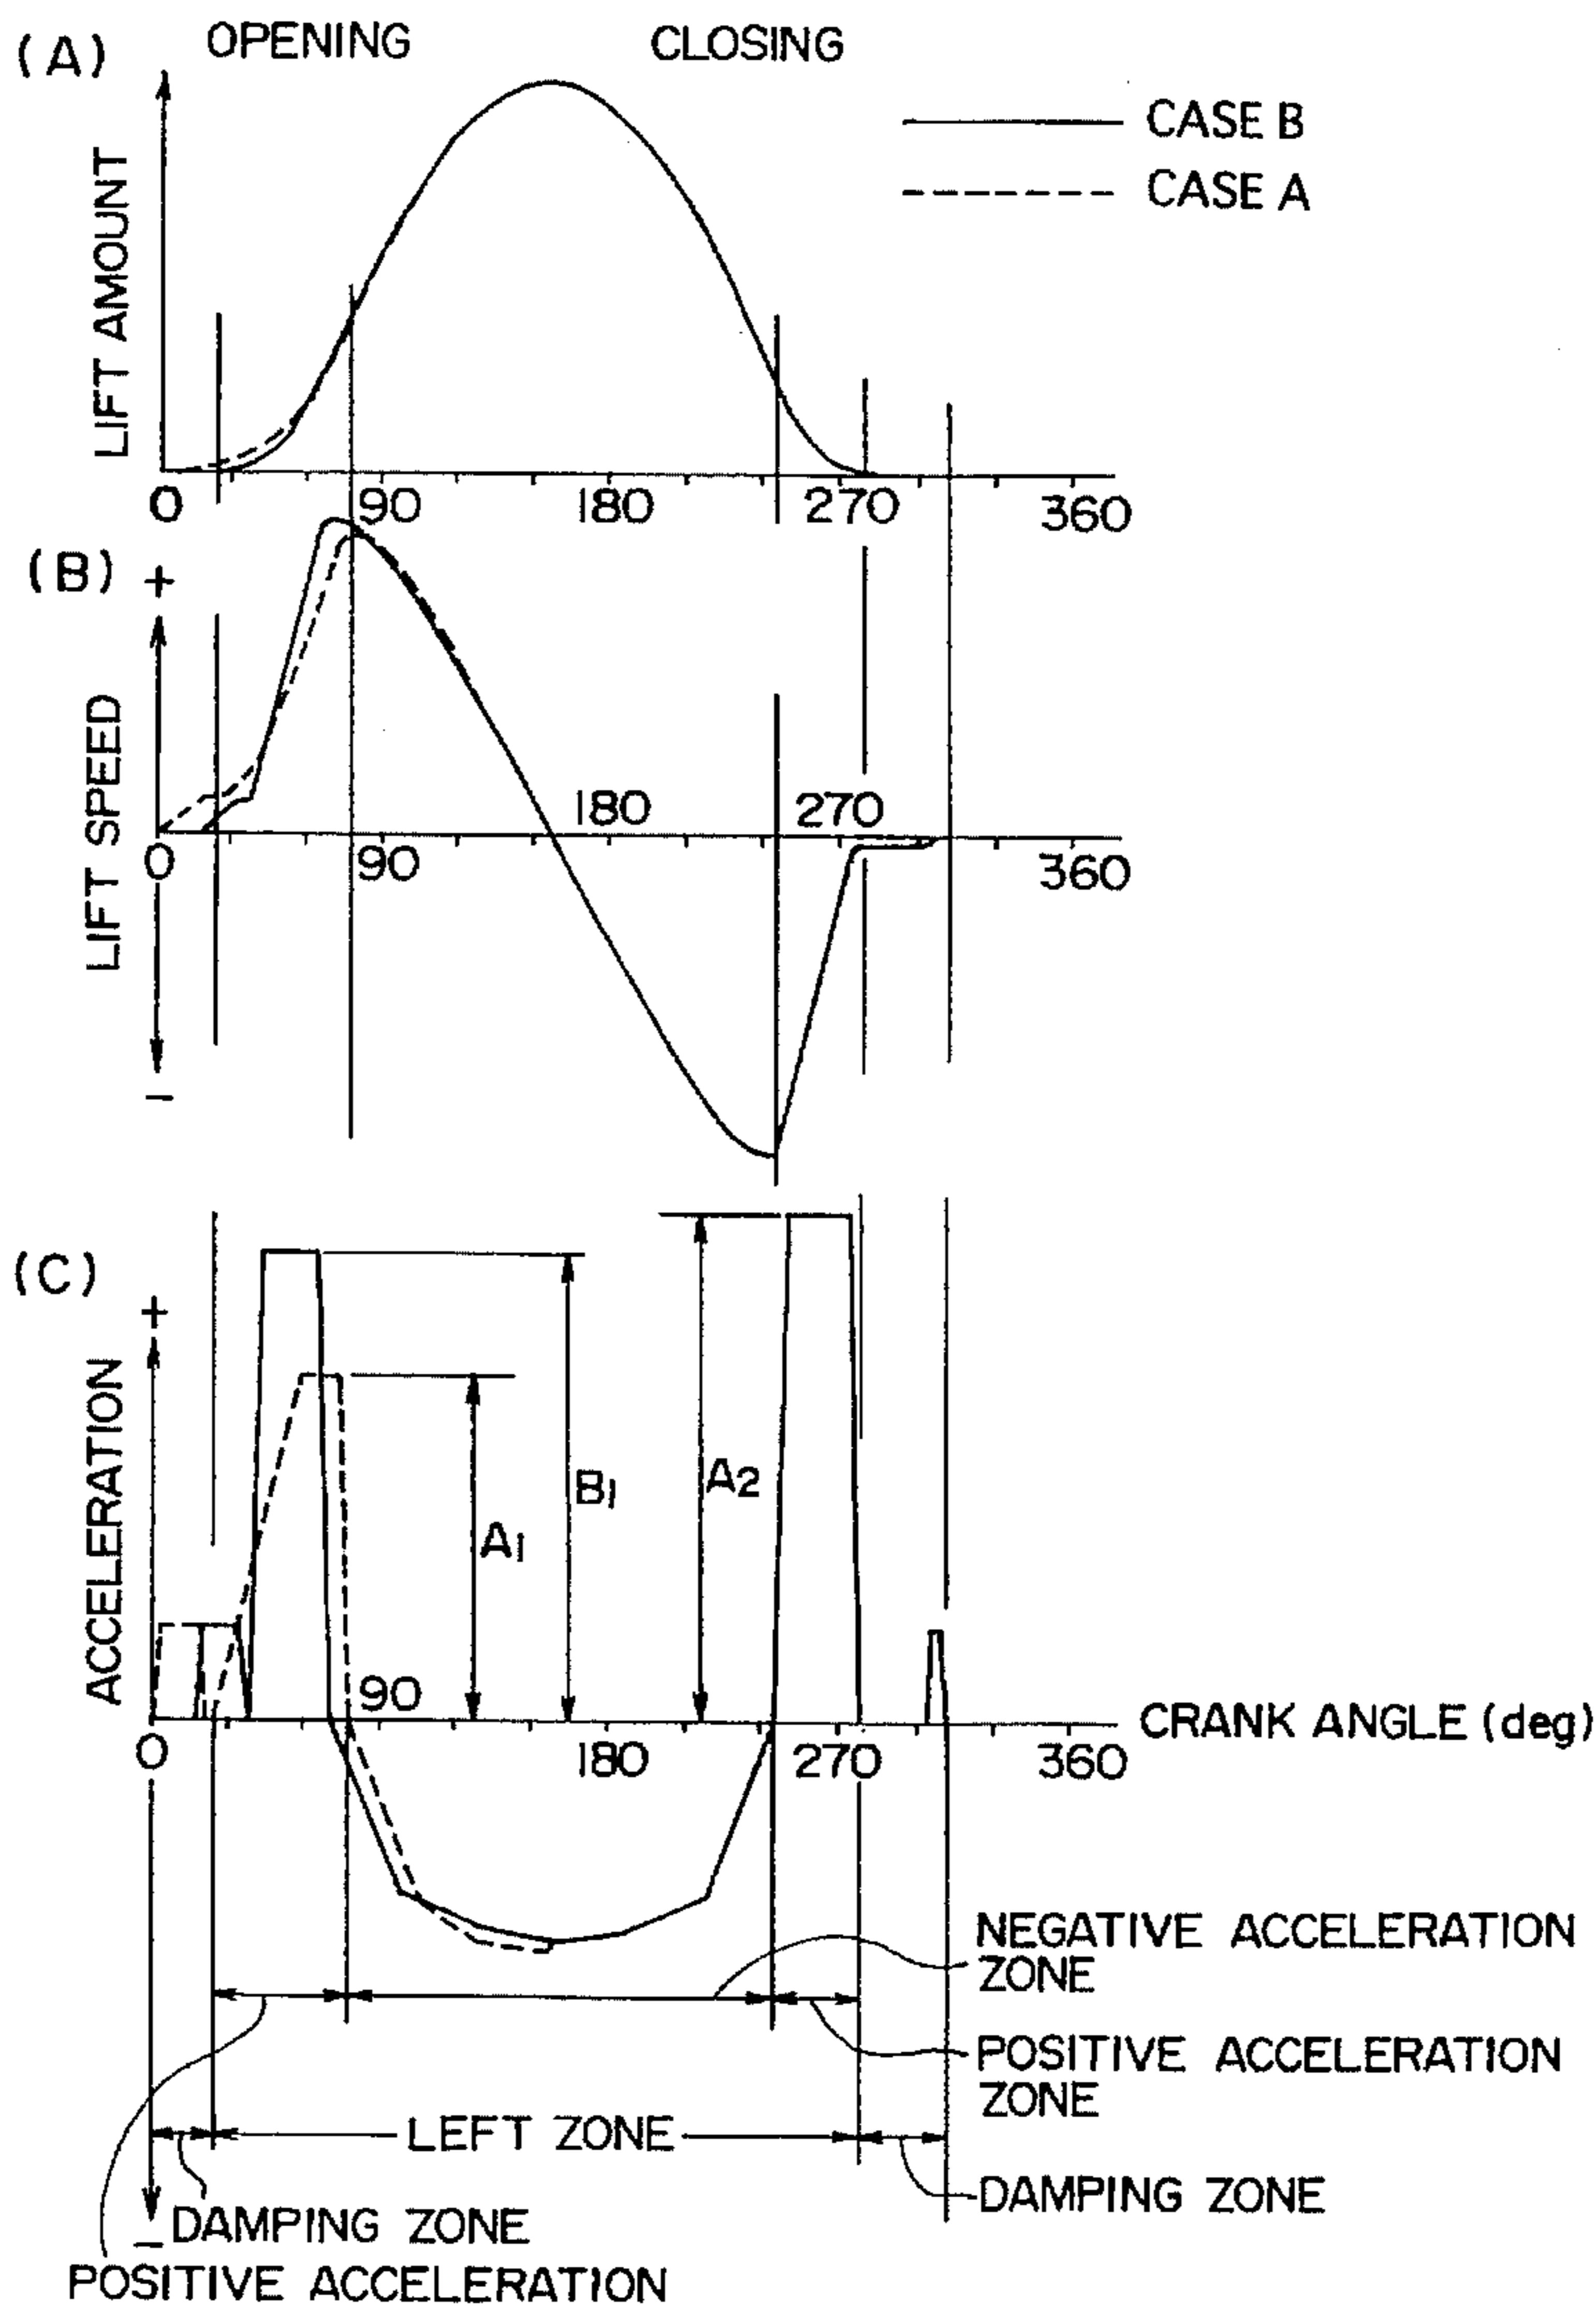 (A)
OPENING
CLOSING
CASE B
CASE A
LIFT AMOUNT
0
90
180
270
360
(B)
+
LIFT SPEED
180
270
0
90
360
−
(C)
+
ACCELERATION
B1
A2
A1
90
CRANK ANGLE (deg)
0
180
270
360
NEGATIVE ACCELERATION
ZONE
POSITIVE ACCELERATION
ZONE
LEFT ZONE
DAMPING ZONE
−
DAMPING ZONE
POSITIVE ACCELERATION